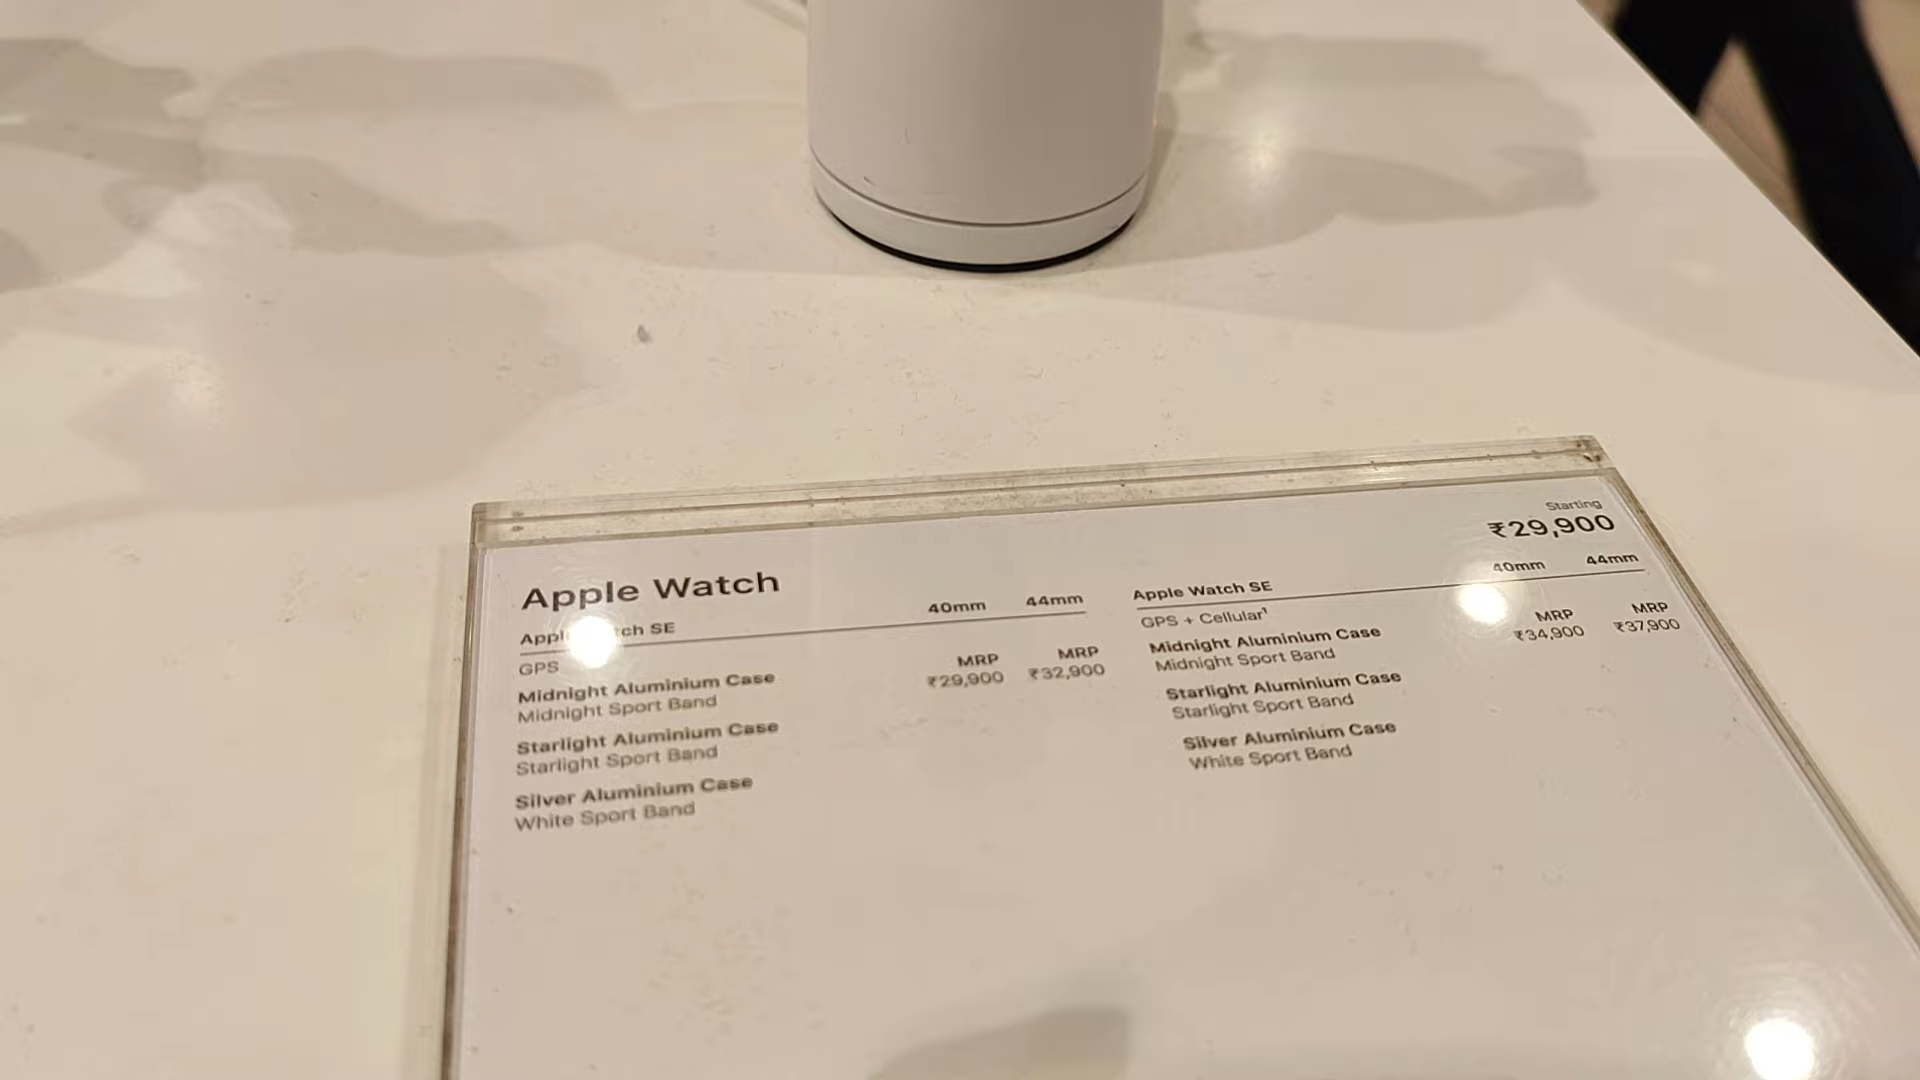 Starting
₹29,900
Apple Watch
Apple Watch SE 40mm 44mm
GPS
MRP MRP
Midnight Aluminium Case ₹29,900 ₹32,900
Midnight Sport Band
Starlight Aluminium Case
Starlight Sport Band
Silver Aluminium Case
White Sport Band
Apple Watch SE 40mm 44mm
GPS + Cellular¹
MRP MRP
Midnight Aluminium Case ₹34,900 ₹37,900
Midnight Sport Band
Starlight Aluminium Case
Starlight Sport Band
Silver Aluminium Case
White Sport Band